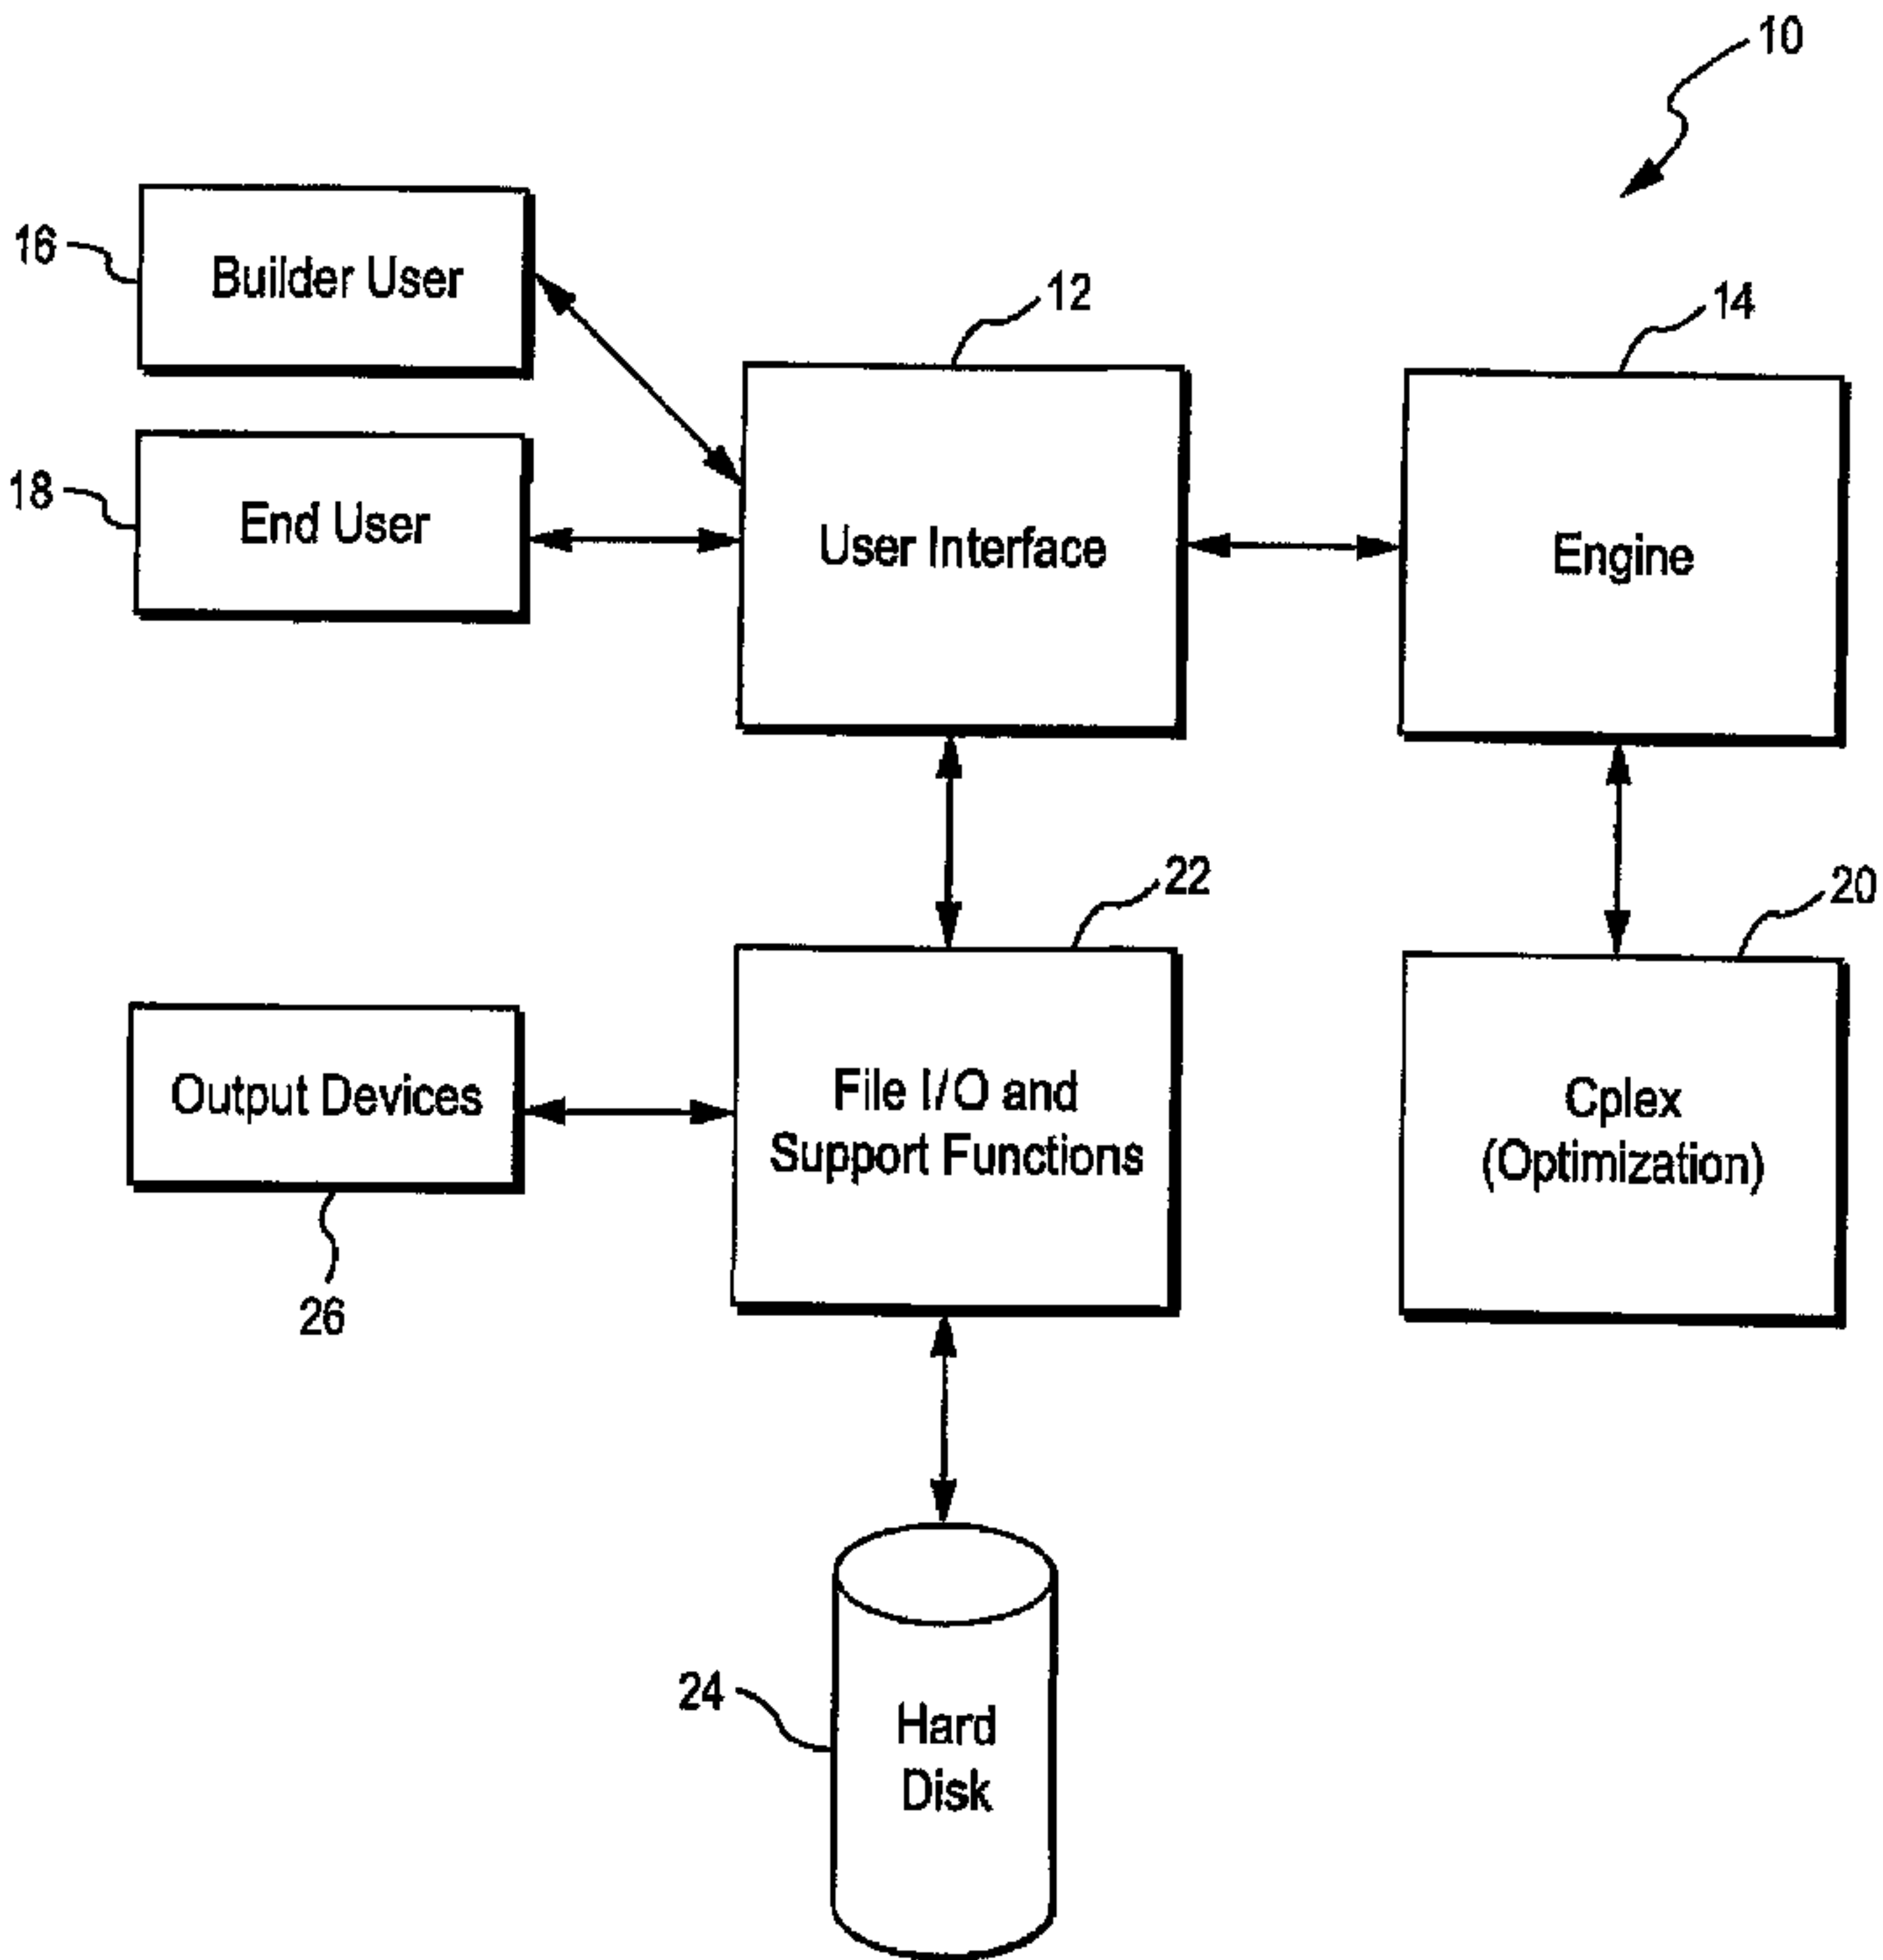 10
16
Builder User
12
14
18
End User
User Interface
Engine
22
20
Output Devices
File I/O and
Support Functions
Cplex
(Optimization)
26
24
Hard
Disk